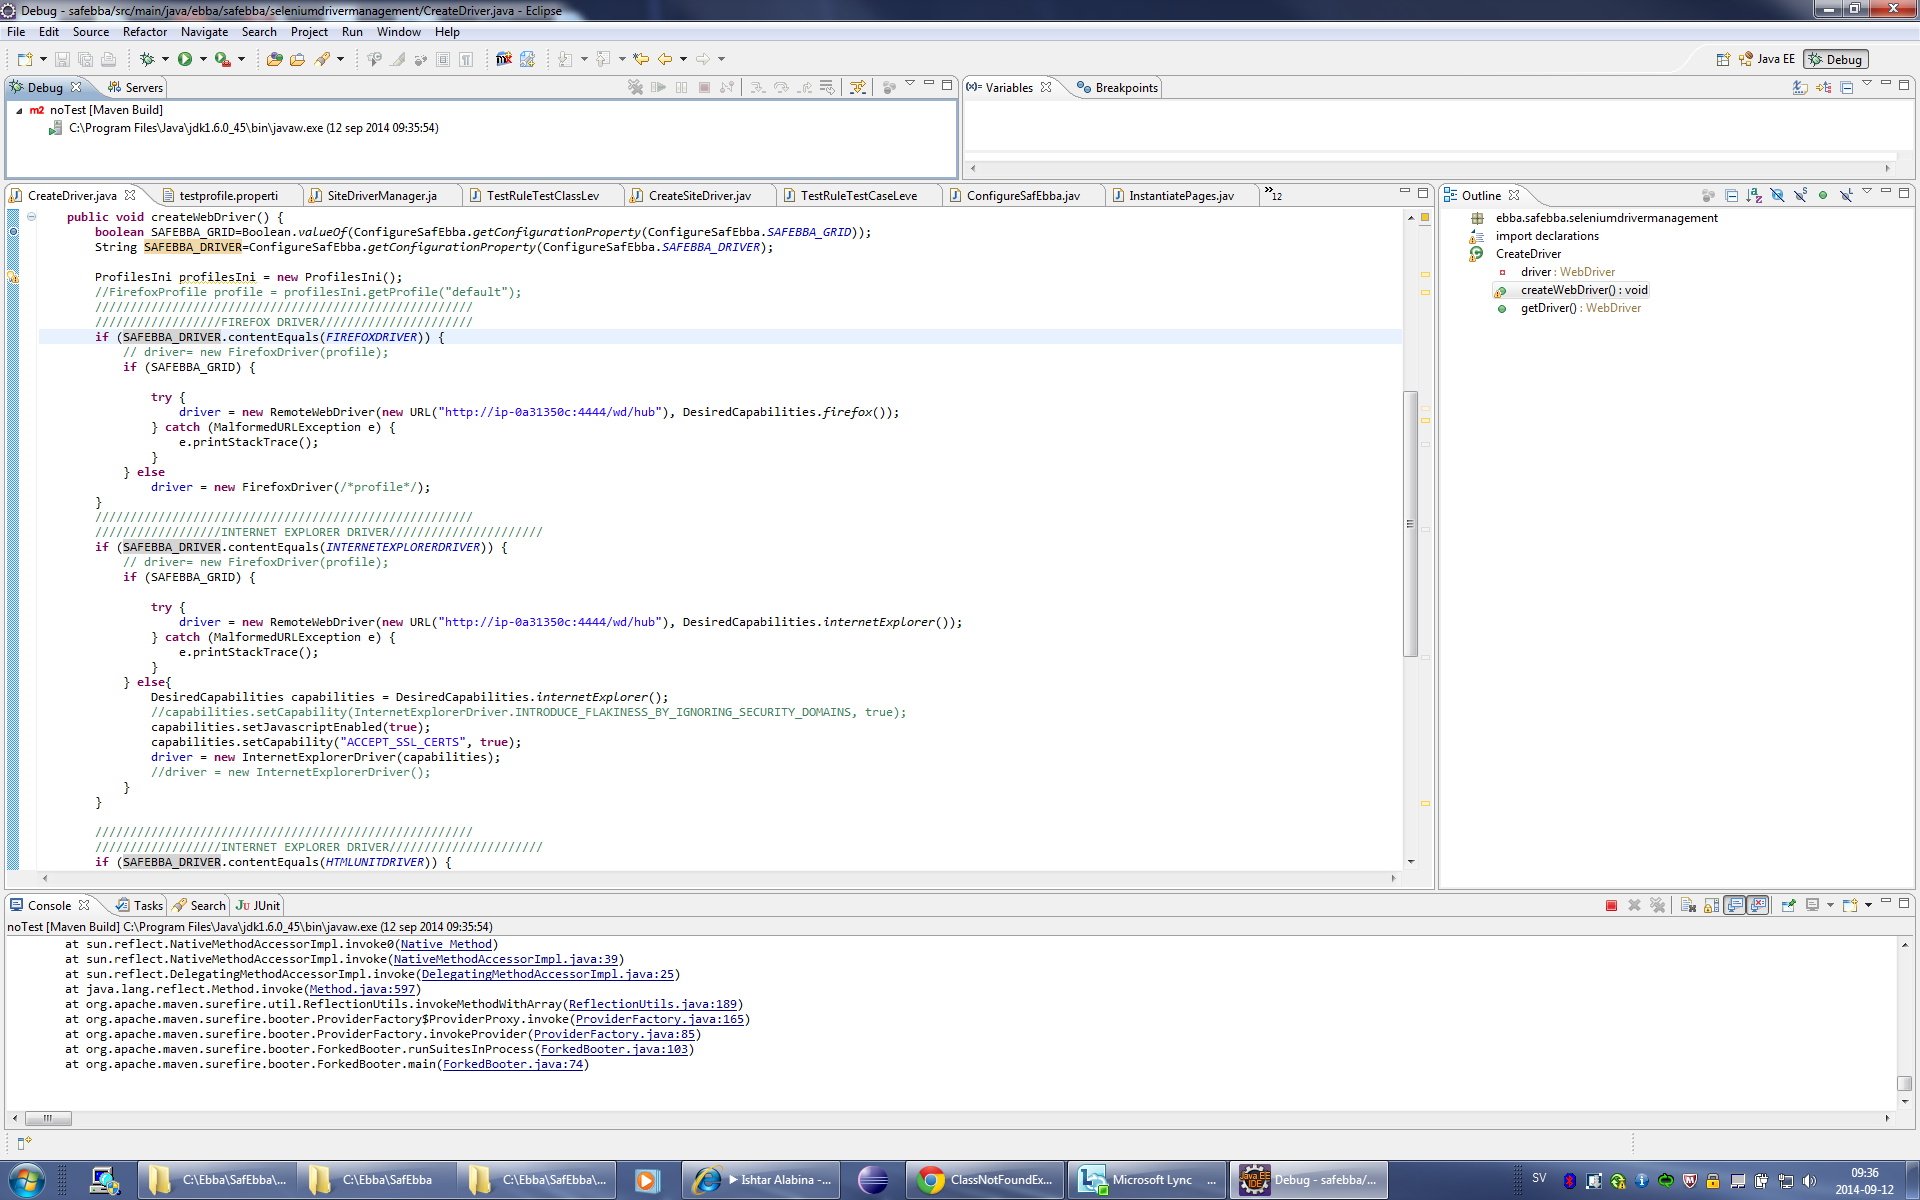 Debug - safebba/src/main/java/ebba/safebba/seleniumdrivermanagement/CreateDriver.java - Eclipse
File Edit Source Refactor Navigate Search Project Run Window Help
Java EE Debug
Debug Servers
noTest [Maven Build]
C:\Program Files\Java\jdk1.6.0_45\bin\javaw.exe (12 sep 2014 09:35:54)
(x)= Variables Breakpoints
CreateDriver.java testprofile.properti SiteDriverManager.ja TestRuleTestClassLev CreateSiteDriver.jav TestRuleTestCaseLeve ConfigureSafEbba.jav InstantiatePages.jav »12
public void createWebDriver() {
boolean SAFEBBA_GRID=Boolean.valueOf(ConfigureSafEbba.getConfigurationProperty(ConfigureSafEbba.SAFEBBA_GRID));
String SAFEBBA_DRIVER=ConfigureSafEbba.getConfigurationProperty(ConfigureSafEbba.SAFEBBA_DRIVER);
ProfilesIni profilesIni = new ProfilesIni();
//FirefoxProfile profile = profilesIni.getProfile("default");
//////////////////////////////////////////////////////
//////////////////FIREFOX DRIVER//////////////////////
if (SAFEBBA_DRIVER.contentEquals(FIREFOXDRIVER)) {
// driver= new FirefoxDriver(profile);
if (SAFEBBA_GRID) {
try {
driver = new RemoteWebDriver(new URL("http://ip-0a31350c:4444/wd/hub"), DesiredCapabilities.firefox());
} catch (MalformedURLException e) {
e.printStackTrace();
}
} else
driver = new FirefoxDriver(/*profile*/);
}
//////////////////////////////////////////////////////
//////////////////INTERNET EXPLORER DRIVER//////////////////////
if (SAFEBBA_DRIVER.contentEquals(INTERNETEXPLORERDRIVER)) {
// driver= new FirefoxDriver(profile);
if (SAFEBBA_GRID) {
try {
driver = new RemoteWebDriver(new URL("http://ip-0a31350c:4444/wd/hub"), DesiredCapabilities.internetExplorer());
} catch (MalformedURLException e) {
e.printStackTrace();
}
} else{
DesiredCapabilities capabilities = DesiredCapabilities.internetExplorer();
//capabilities.setCapability(InternetExplorerDriver.INTRODUCE_FLAKINESS_BY_IGNORING_SECURITY_DOMAINS, true);
capabilities.setJavascriptEnabled(true);
capabilities.setCapability("ACCEPT_SSL_CERTS", true);
driver = new InternetExplorerDriver(capabilities);
//driver = new InternetExplorerDriver();
}
}
//////////////////////////////////////////////////////
//////////////////INTERNET EXPLORER DRIVER//////////////////////
if (SAFEBBA_DRIVER.contentEquals(HTMLUNITDRIVER)) {
Outline
ebba.safebba.seleniumdrivermanagement
import declarations
CreateDriver
driver : WebDriver
createWebDriver() : void
getDriver() : WebDriver
Console Tasks Search JUnit
noTest [Maven Build] C:\Program Files\Java\jdk1.6.0_45\bin\javaw.exe (12 sep 2014 09:35:54)
at sun.reflect.NativeMethodAccessorImpl.invoke0(Native Method)
at sun.reflect.NativeMethodAccessorImpl.invoke(NativeMethodAccessorImpl.java:39)
at sun.reflect.DelegatingMethodAccessorImpl.invoke(DelegatingMethodAccessorImpl.java:25)
at java.lang.reflect.Method.invoke(Method.java:597)
at org.apache.maven.surefire.util.ReflectionUtils.invokeMethodWithArray(ReflectionUtils.java:189)
at org.apache.maven.surefire.booter.ProviderFactory$ProviderProxy.invoke(ProviderFactory.java:165)
at org.apache.maven.surefire.booter.ProviderFactory.invokeProvider(ProviderFactory.java:85)
at org.apache.maven.surefire.booter.ForkedBooter.runSuitesInProcess(ForkedBooter.java:103)
at org.apache.maven.surefire.booter.ForkedBooter.main(ForkedBooter.java:74)
C:\Ebba\SafEbba\... C:\Ebba\SafEbba C:\Ebba\SafEbba\... Ishtar Alabina -... ClassNotFoundEx... Microsoft Lync ... Debug - safebba/... SV 09:36
2014-09-12